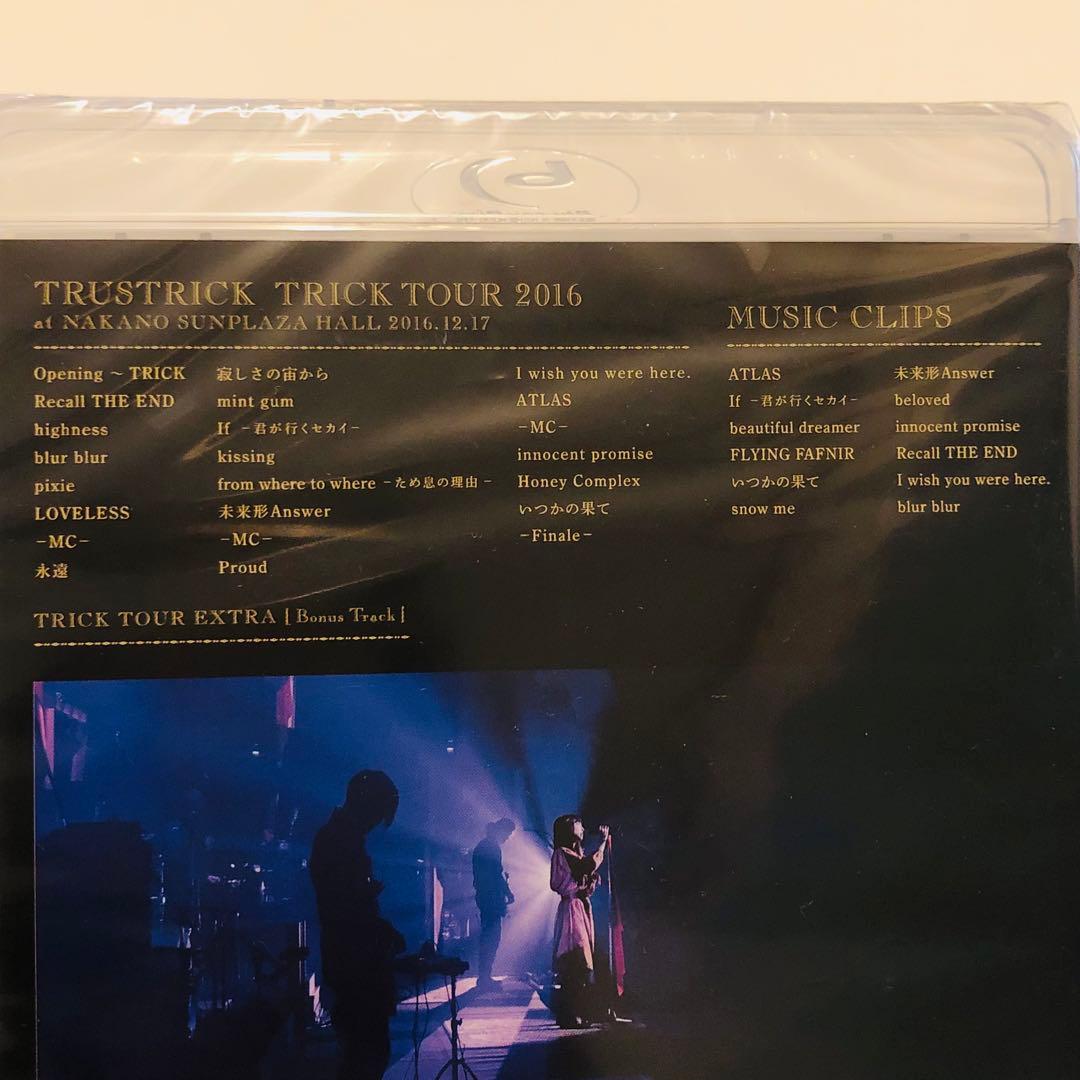 TRUSTRICK TRICK TOUR 2016
at NAKANO SUNPLAZA HALL 2016.12.17
Opening ~ TRICK
Recall THE END
highness
blur blur
pixie
LOVELESS
-MC-
永遠
寂しさの宙から
mint gum
If -君が行くセカイ-
kissing
from where to where -ため息の理由-
未来形Answer
-MC-
Proud
I wish you were here.
ATLAS
-MC-
innocent promise
Honey Complex
いつかの果て
-Finale-
MUSIC CLIPS
ATLAS
If -君が行くセカイ-
beautiful dreamer
FLYING FAFNIR
いつかの果て
snow me
未来形Answer
beloved
innocent promise
Recall THE END
I wish you were here.
blur blur
TRICK TOUR EXTRA [Bonus Track]